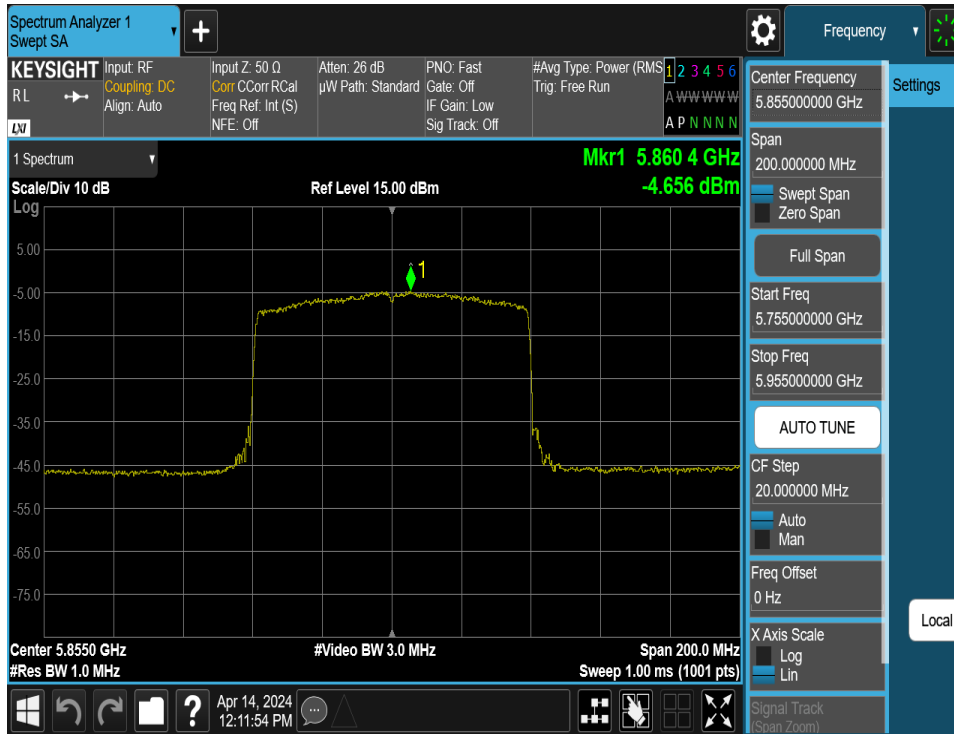 Spectrum Analyzer 1
Swept SA
+
Frequency
KEYSIGHT
R L
LXI
Input: RF
Coupling: DC
Align: Auto
Input Z: 50 Ω
Corr CCorr RCal
Freq Ref: Int (S)
NFE: Off
Atten: 26 dB
µW Path: Standard
PNO: Fast
Gate: Off
IF Gain: Low
Sig Track: Off
#Avg Type: Power (RMS
Trig: Free Run
1 2 3 4 5 6
A W W W W W
A P N N N N
1 Spectrum
Scale/Div 10 dB
Log
Ref Level 15.00 dBm
Mkr1 5.860 4 GHz
-4.656 dBm
1
5.00
-5.00
-15.0
-25.0
-35.0
-45.0
-55.0
-65.0
-75.0
Center 5.8550 GHz
#Res BW 1.0 MHz
#Video BW 3.0 MHz
Span 200.0 MHz
Sweep 1.00 ms (1001 pts)
?
Apr 14, 2024
12:11:54 PM
...
Center Frequency
5.855000000 GHz
Span
200.000000 MHz
Swept Span
Zero Span
Full Span
Start Freq
5.755000000 GHz
Stop Freq
5.955000000 GHz
AUTO TUNE
CF Step
20.000000 MHz
Auto
Man
Freq Offset
0 Hz
X Axis Scale
Log
Lin
Signal Track
(Span Zoom)
Settings
Local